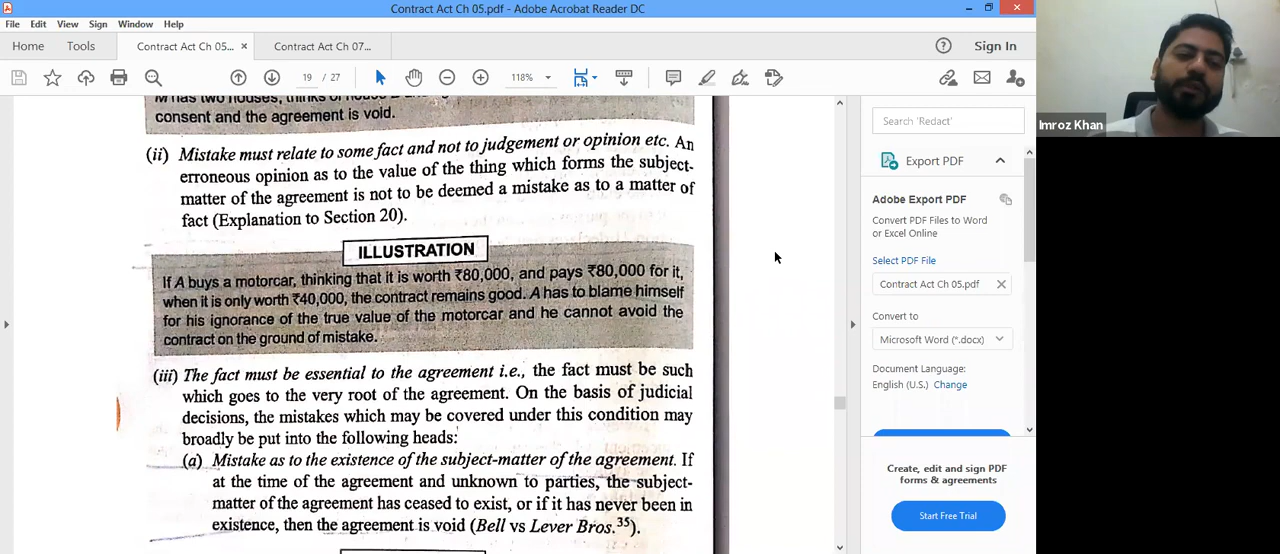 Contract Act Ch 05.pdf - Adobe Acrobat Reader DC
File Edit View Sign Window Help
Home Tools Contract Act Ch 05... × Contract Act Ch 07... Sign In
19 / 27 118%
consent and the agreement is void.
(ii) Mistake must relate to some fact and not to judgement or opinion etc. An
erroneous opinion as to the value of the thing which forms the subject-
matter of the agreement is not to be deemed a mistake as to a matter of
fact (Explanation to Section 20).
ILLUSTRATION
If A buys a motorcar, thinking that it is worth ₹80,000, and pays ₹80,000 for it,
when it is only worth ₹40,000, the contract remains good. A has to blame himself
for his ignorance of the true value of the motorcar and he cannot avoid the
contract on the ground of mistake.
(iii) The fact must be essential to the agreement i.e., the fact must be such
which goes to the very root of the agreement. On the basis of judicial
decisions, the mistakes which may be covered under this condition may
broadly be put into the following heads:
(a) Mistake as to the existence of the subject-matter of the agreement. If
at the time of the agreement and unknown to parties, the subject-
matter of the agreement has ceased to exist, or if it has never been in
existence, then the agreement is void (Bell vs Lever Bros.35).
Search 'Redact'
Export PDF
Adobe Export PDF
Convert PDF Files to Word
or Excel Online
Select PDF File
Contract Act Ch 05.pdf
Convert to
Microsoft Word (*.docx)
Document Language:
English (U.S.) Change
Create, edit and sign PDF
forms & agreements
Start Free Trial
Imroz Khan